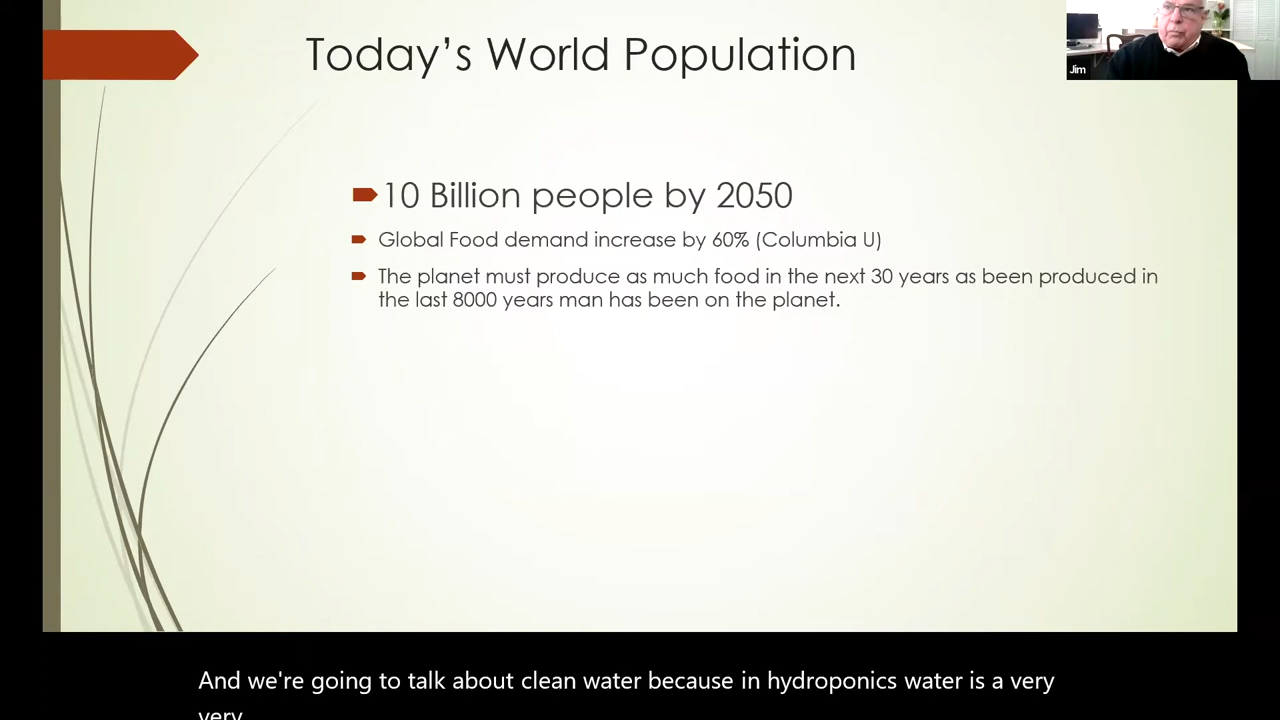 Today's World Population
Jim
10 Billion people by 2050
Global Food demand increase by 60% (Columbia U)
The planet must produce as much food in the next 30 years as been produced in
the last 8000 years man has been on the planet.
And we're going to talk about clean water because in hydroponics water is a very
very